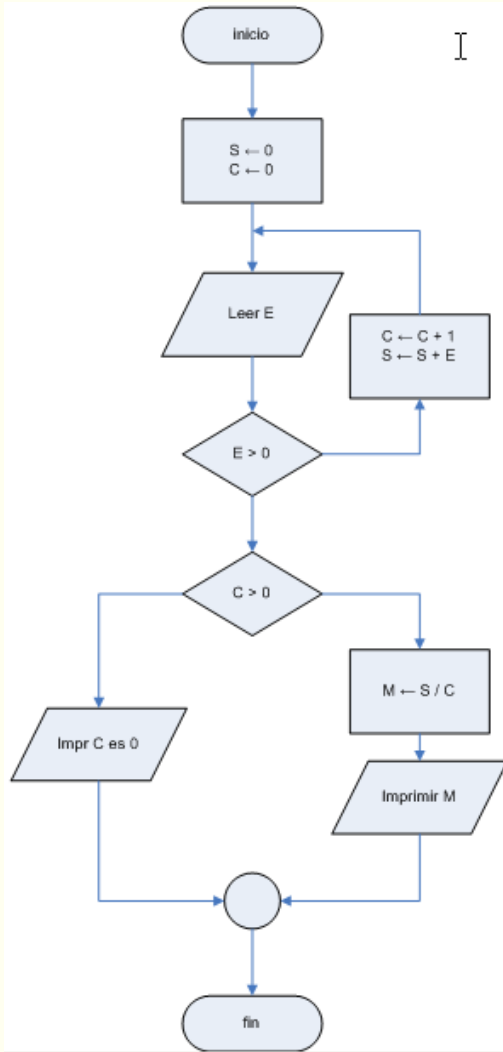 inicio
S ← 0
C ← 0
Leer E
C ← C + 1
S ← S + E
E > 0
C > 0
M ← S / C
Impr C es 0
Imprimir M
fin